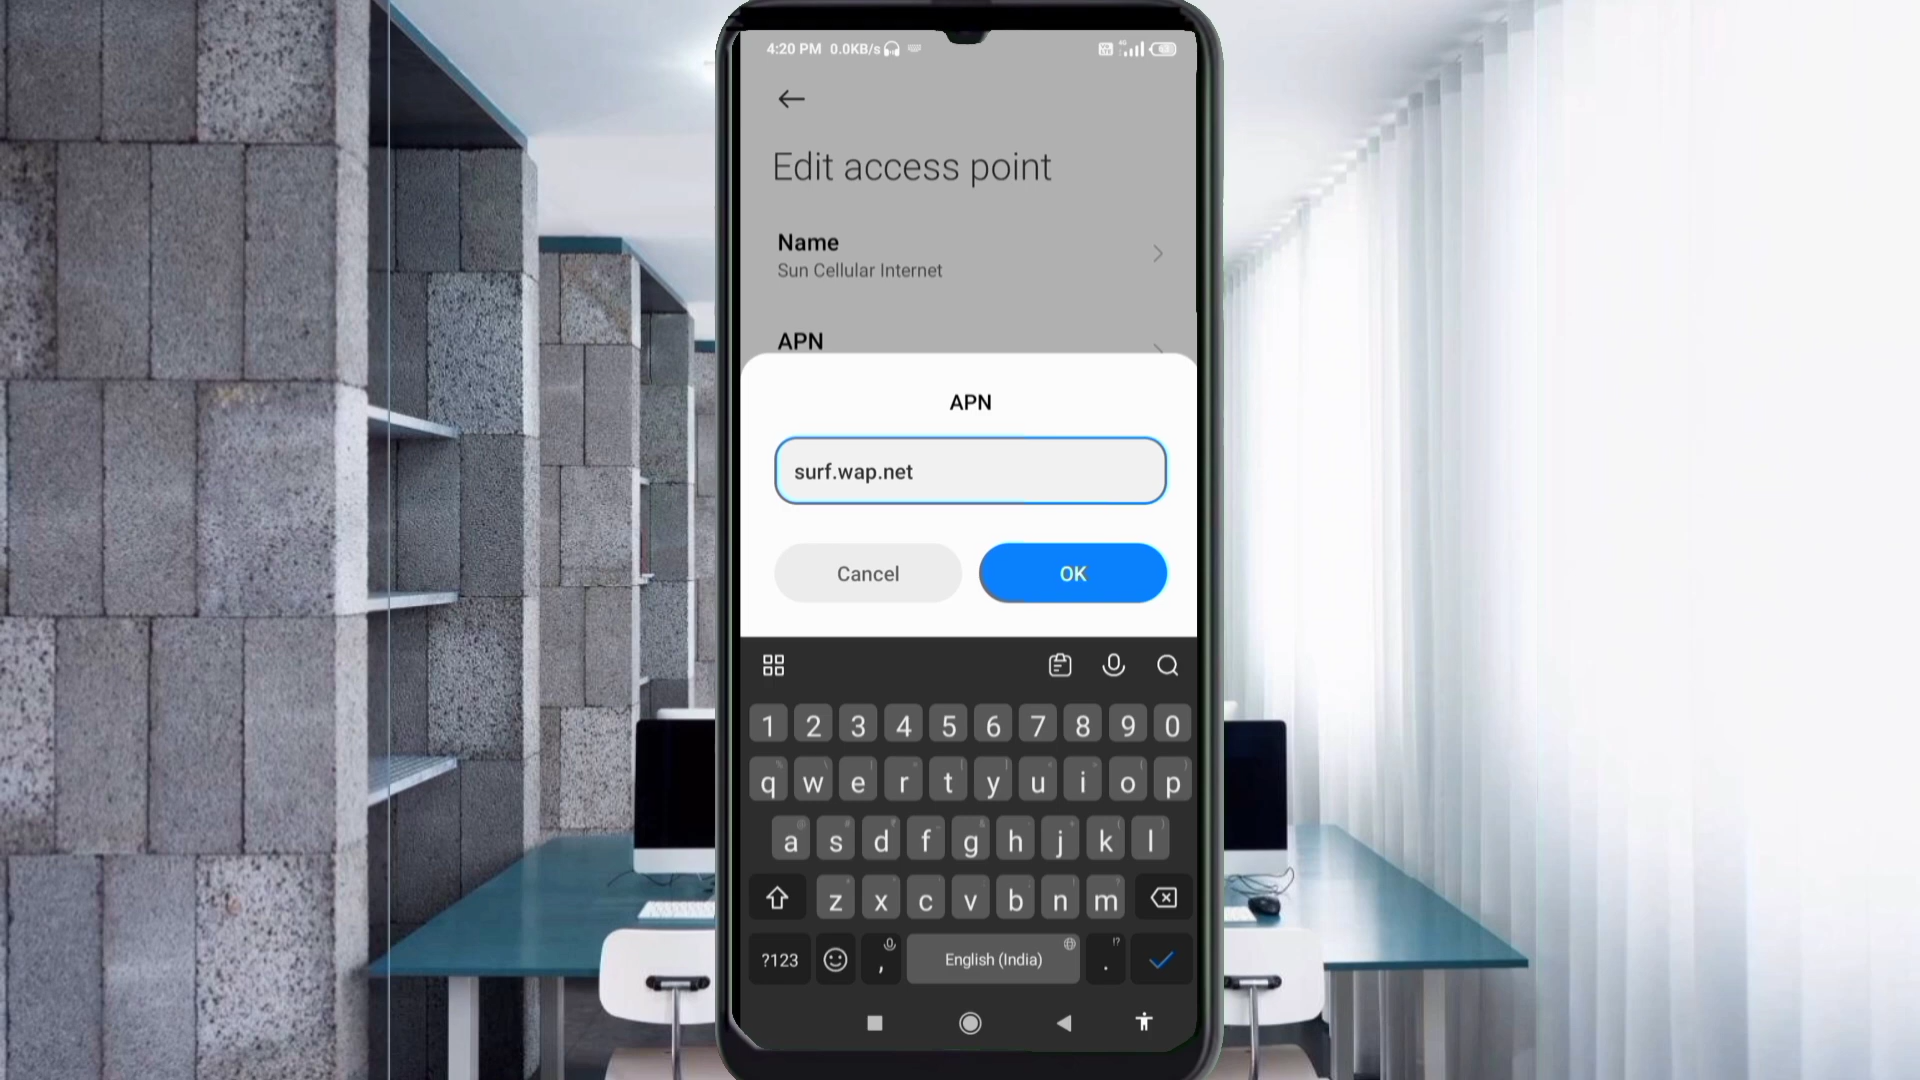 4:20 PM 0.0KB/s
Edit access point
Name
Sun Cellular Internet
APN
APN
surf.wap.net
Cancel
OK
1 2 3 4 5 6 7 8 9 0
q w e r t y u i o p
a s d f g h j k l
z x c v b n m
?123 , English (India) . !?